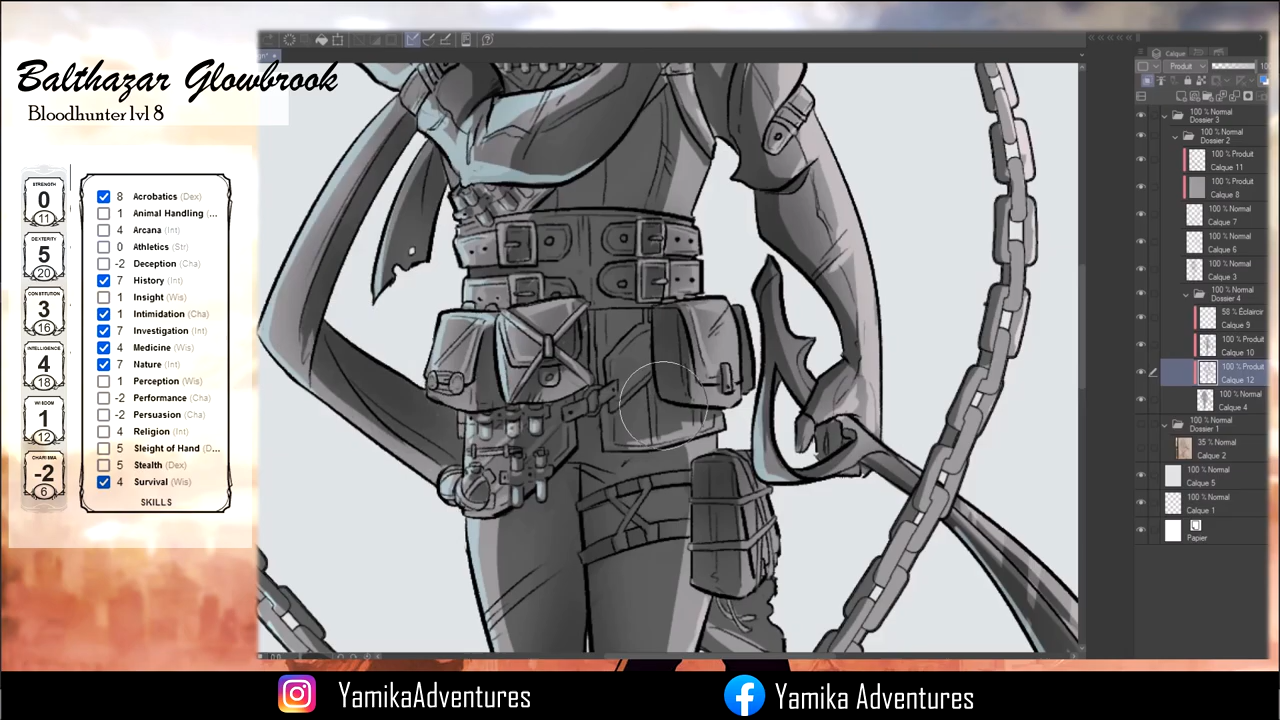 Balthazar Glowbrook
Bloodhunter lvl 8
STRENGTH
0
11
DEXTERITY
5
20
CONSTITUTION
3
16
INTELLIGENCE
4
18
WISDOM
1
12
CHARISMA
-2
6
8 Acrobatics (Dex)
1 Animal Handling (...
4 Arcana (Int)
0 Athletics (Str)
-2 Deception (Cha)
7 History (Int)
1 Insight (Wis)
1 Intimidation (Cha)
7 Investigation (Int)
4 Medicine (Wis)
7 Nature (Int)
1 Perception (Wis)
-2 Performance (Cha)
-2 Persuasion (Cha)
4 Religion (Int)
5 Sleight of Hand (D...
5 Stealth (Dex)
4 Survival (Wis)
SKILLS
Calque
Produit
100 % Normal
Dossier 3
100 % Normal
Dossier 2
100 % Produit
Calque 11
100 % Produit
Calque 8
100 % Normal
Calque 7
100 % Normal
Calque 6
100 % Normal
Calque 3
100 % Normal
Dossier 4
58 % Éclaircir
Calque 9
100 % Produit
Calque 10
100 % Produit
Calque 12
100 % Normal
Calque 4
100 % Normal
Dossier 1
35 % Normal
Calque 2
100 % Normal
Calque 5
100 % Normal
Calque 1
Papier
YamikaAdventures
Yamika Adventures